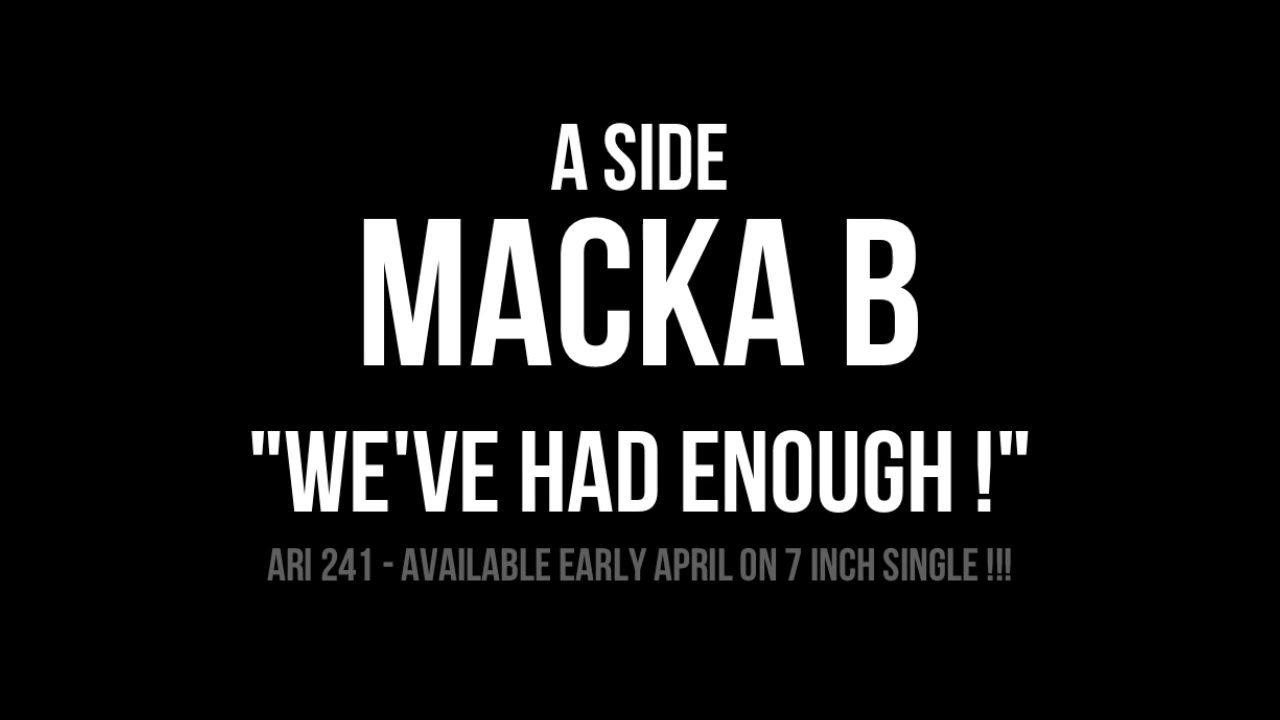 A SIDE
MACKA B
"WE'VE HAD ENOUGH !"
ARI 241 - AVAILABLE EARLY APRIL ON 7 INCH SINGLE !!!